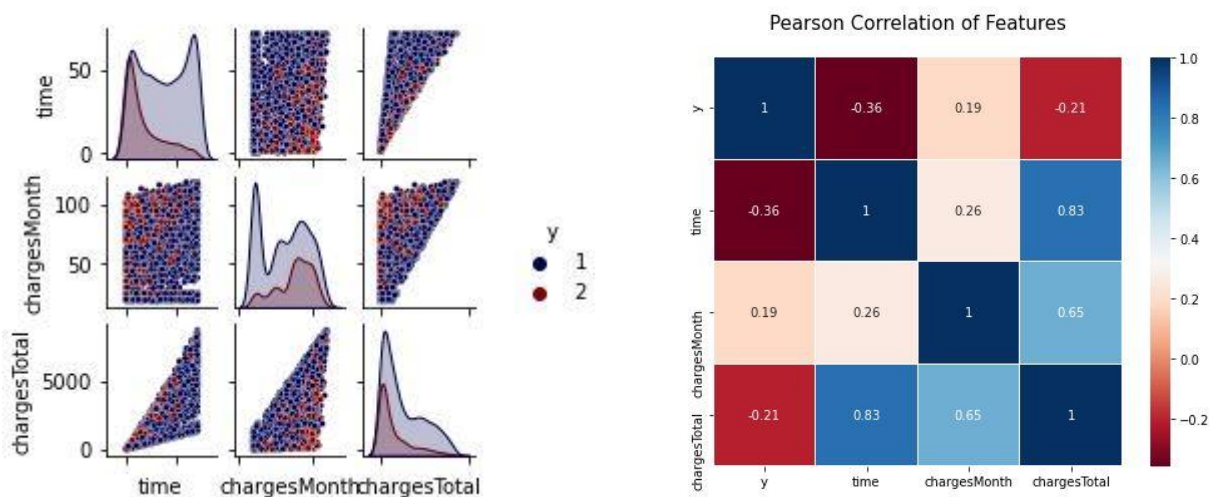 time
50
0
chargesMonth
100
50
chargesTotal
5000
0
time
chargesMonth
chargesTotal
y
1
2
Pearson Correlation of Features
y
1
-0.36
0.19
-0.21
time
-0.36
1
0.26
0.83
chargesMonth
0.19
0.26
1
0.65
chargesTotal
-0.21
0.83
0.65
1
y
time
chargesMonth
chargesTotal
1.0
0.8
0.6
0.4
0.2
0.0
−0.2